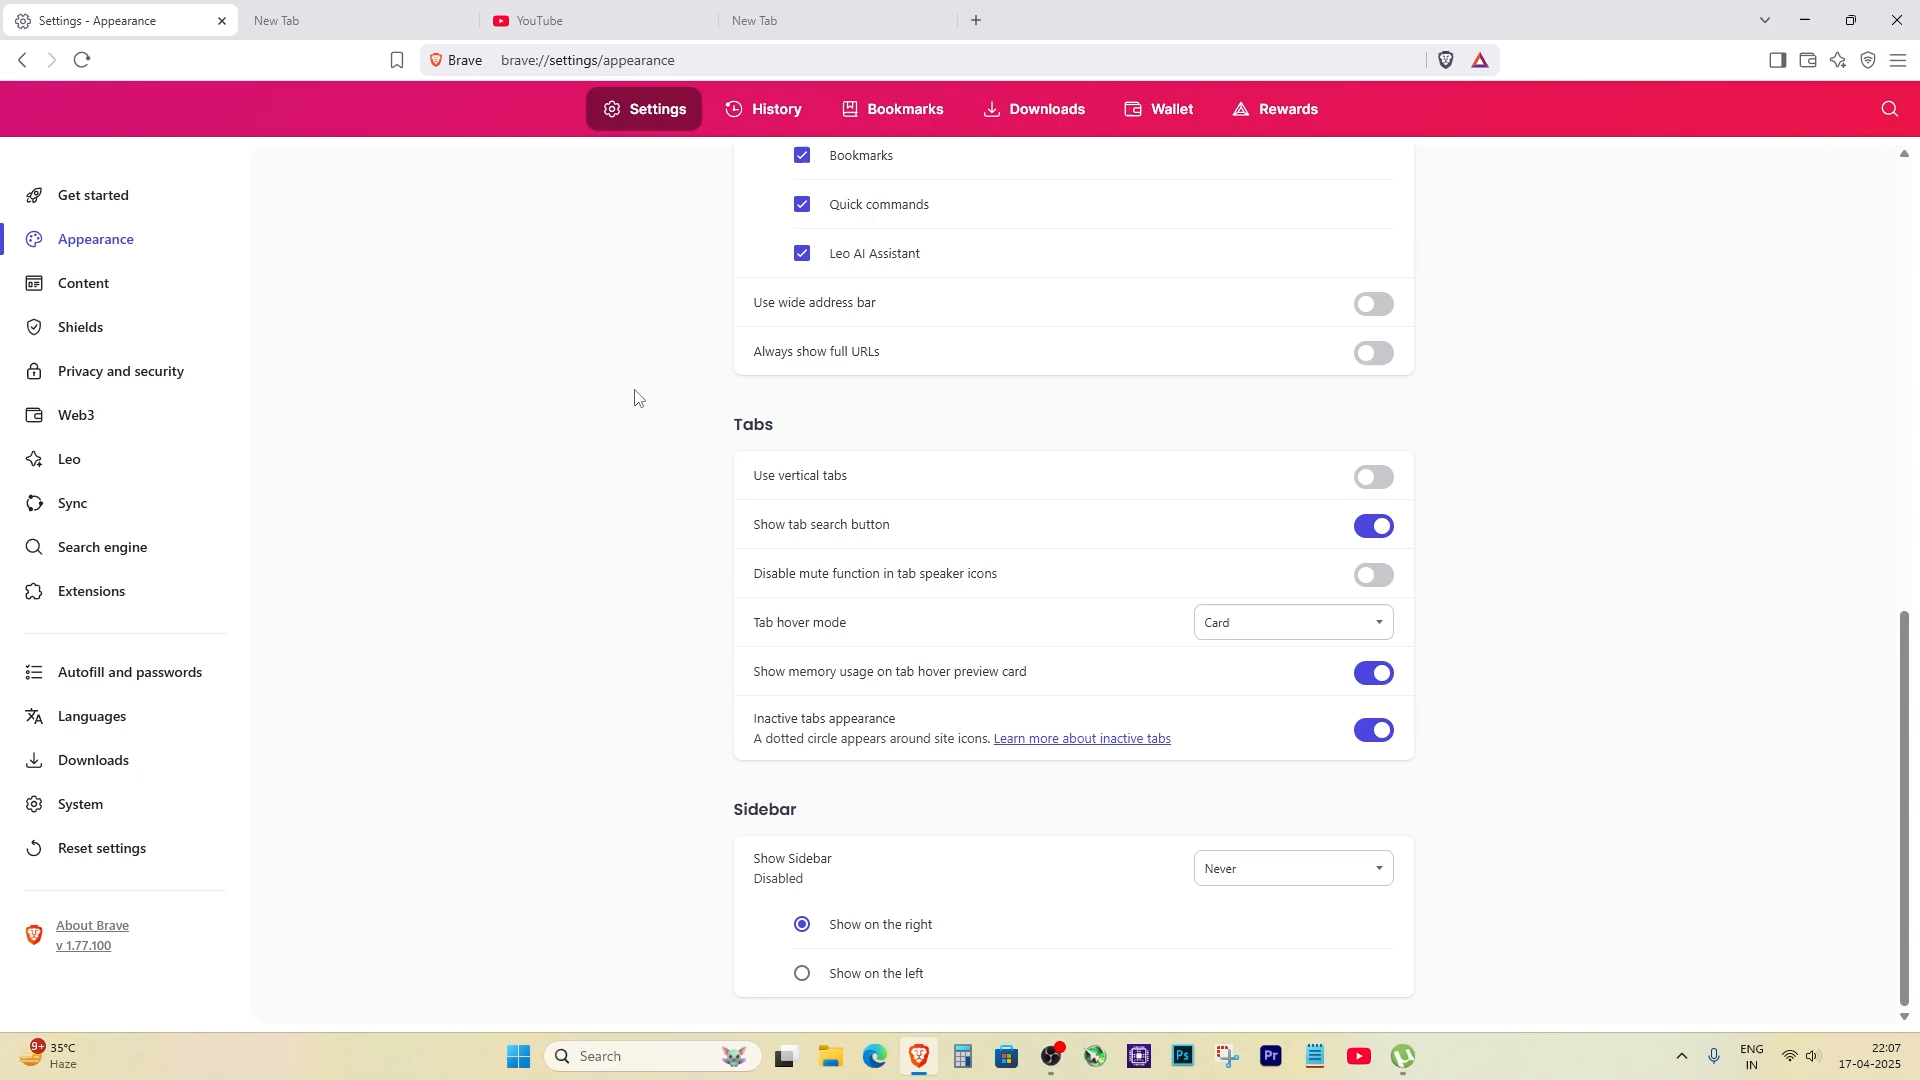 Settings - Appearance
New Tab
YouTube
New Tab
Brave
brave://settings/appearance
Settings
History
Bookmarks
Downloads
Wallet
Rewards
Get started
Appearance
Content
Shields
Privacy and security
Web3
Leo
Sync
Search engine
Extensions
Autofill and passwords
Languages
Downloads
System
Reset settings
About Brave
v 1.77.100
Bookmarks
Quick commands
Leo AI Assistant
Use wide address bar
Always show full URLs
Tabs
Use vertical tabs
Show tab search button
Disable mute function in tab speaker icons
Tab hover mode
Card
Show memory usage on tab hover preview card
Inactive tabs appearance
A dotted circle appears around site icons. Learn more about inactive tabs
Sidebar
Show Sidebar
Disabled
Never
Show on the right
Show on the left
9+
35°C
Haze
Search
Ps
Pr
ENG
IN
22:07
17-04-2025